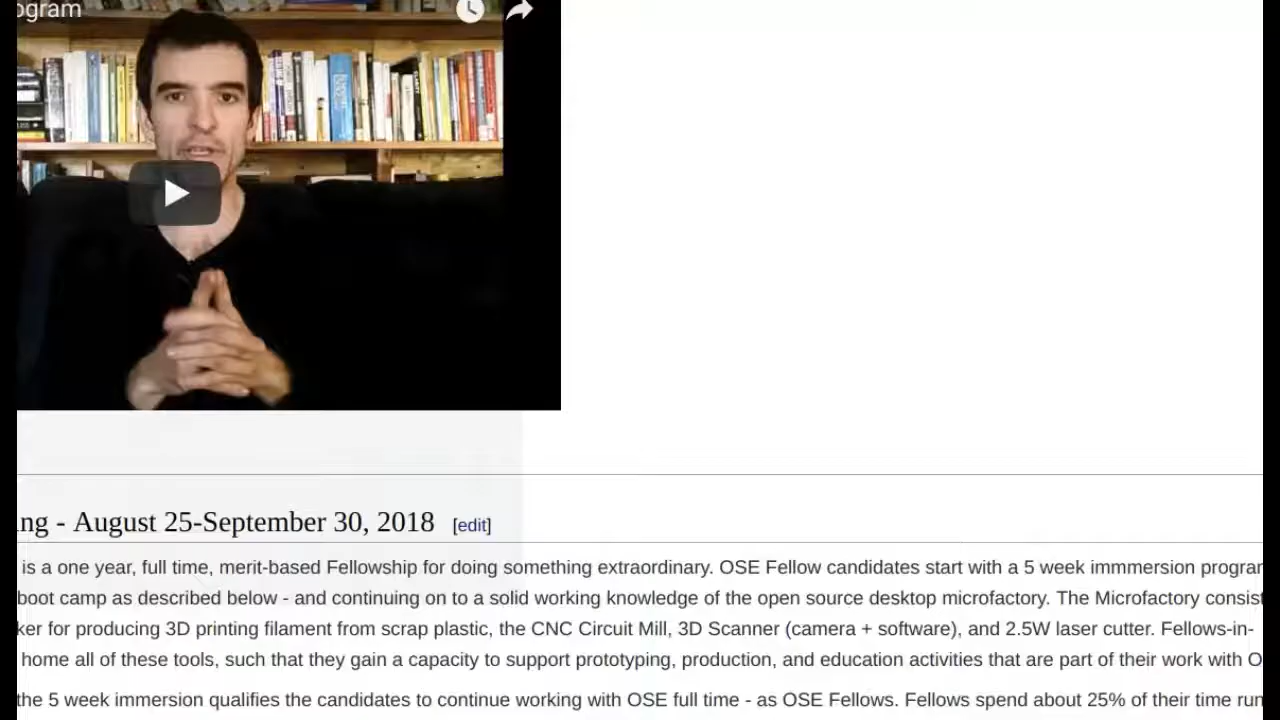 ogram
ing - August 25-September 30, 2018 [edit]
is a one year, full time, merit-based Fellowship for doing something extraordinary. OSE Fellow candidates start with a 5 week immmersion program
boot camp as described below - and continuing on to a solid working knowledge of the open source desktop microfactory. The Microfactory consist
ker for producing 3D printing filament from scrap plastic, the CNC Circuit Mill, 3D Scanner (camera + software), and 2.5W laser cutter. Fellows-in-
home all of these tools, such that they gain a capacity to support prototyping, production, and education activities that are part of their work with O
the 5 week immersion qualifies the candidates to continue working with OSE full time - as OSE Fellows. Fellows spend about 25% of their time run